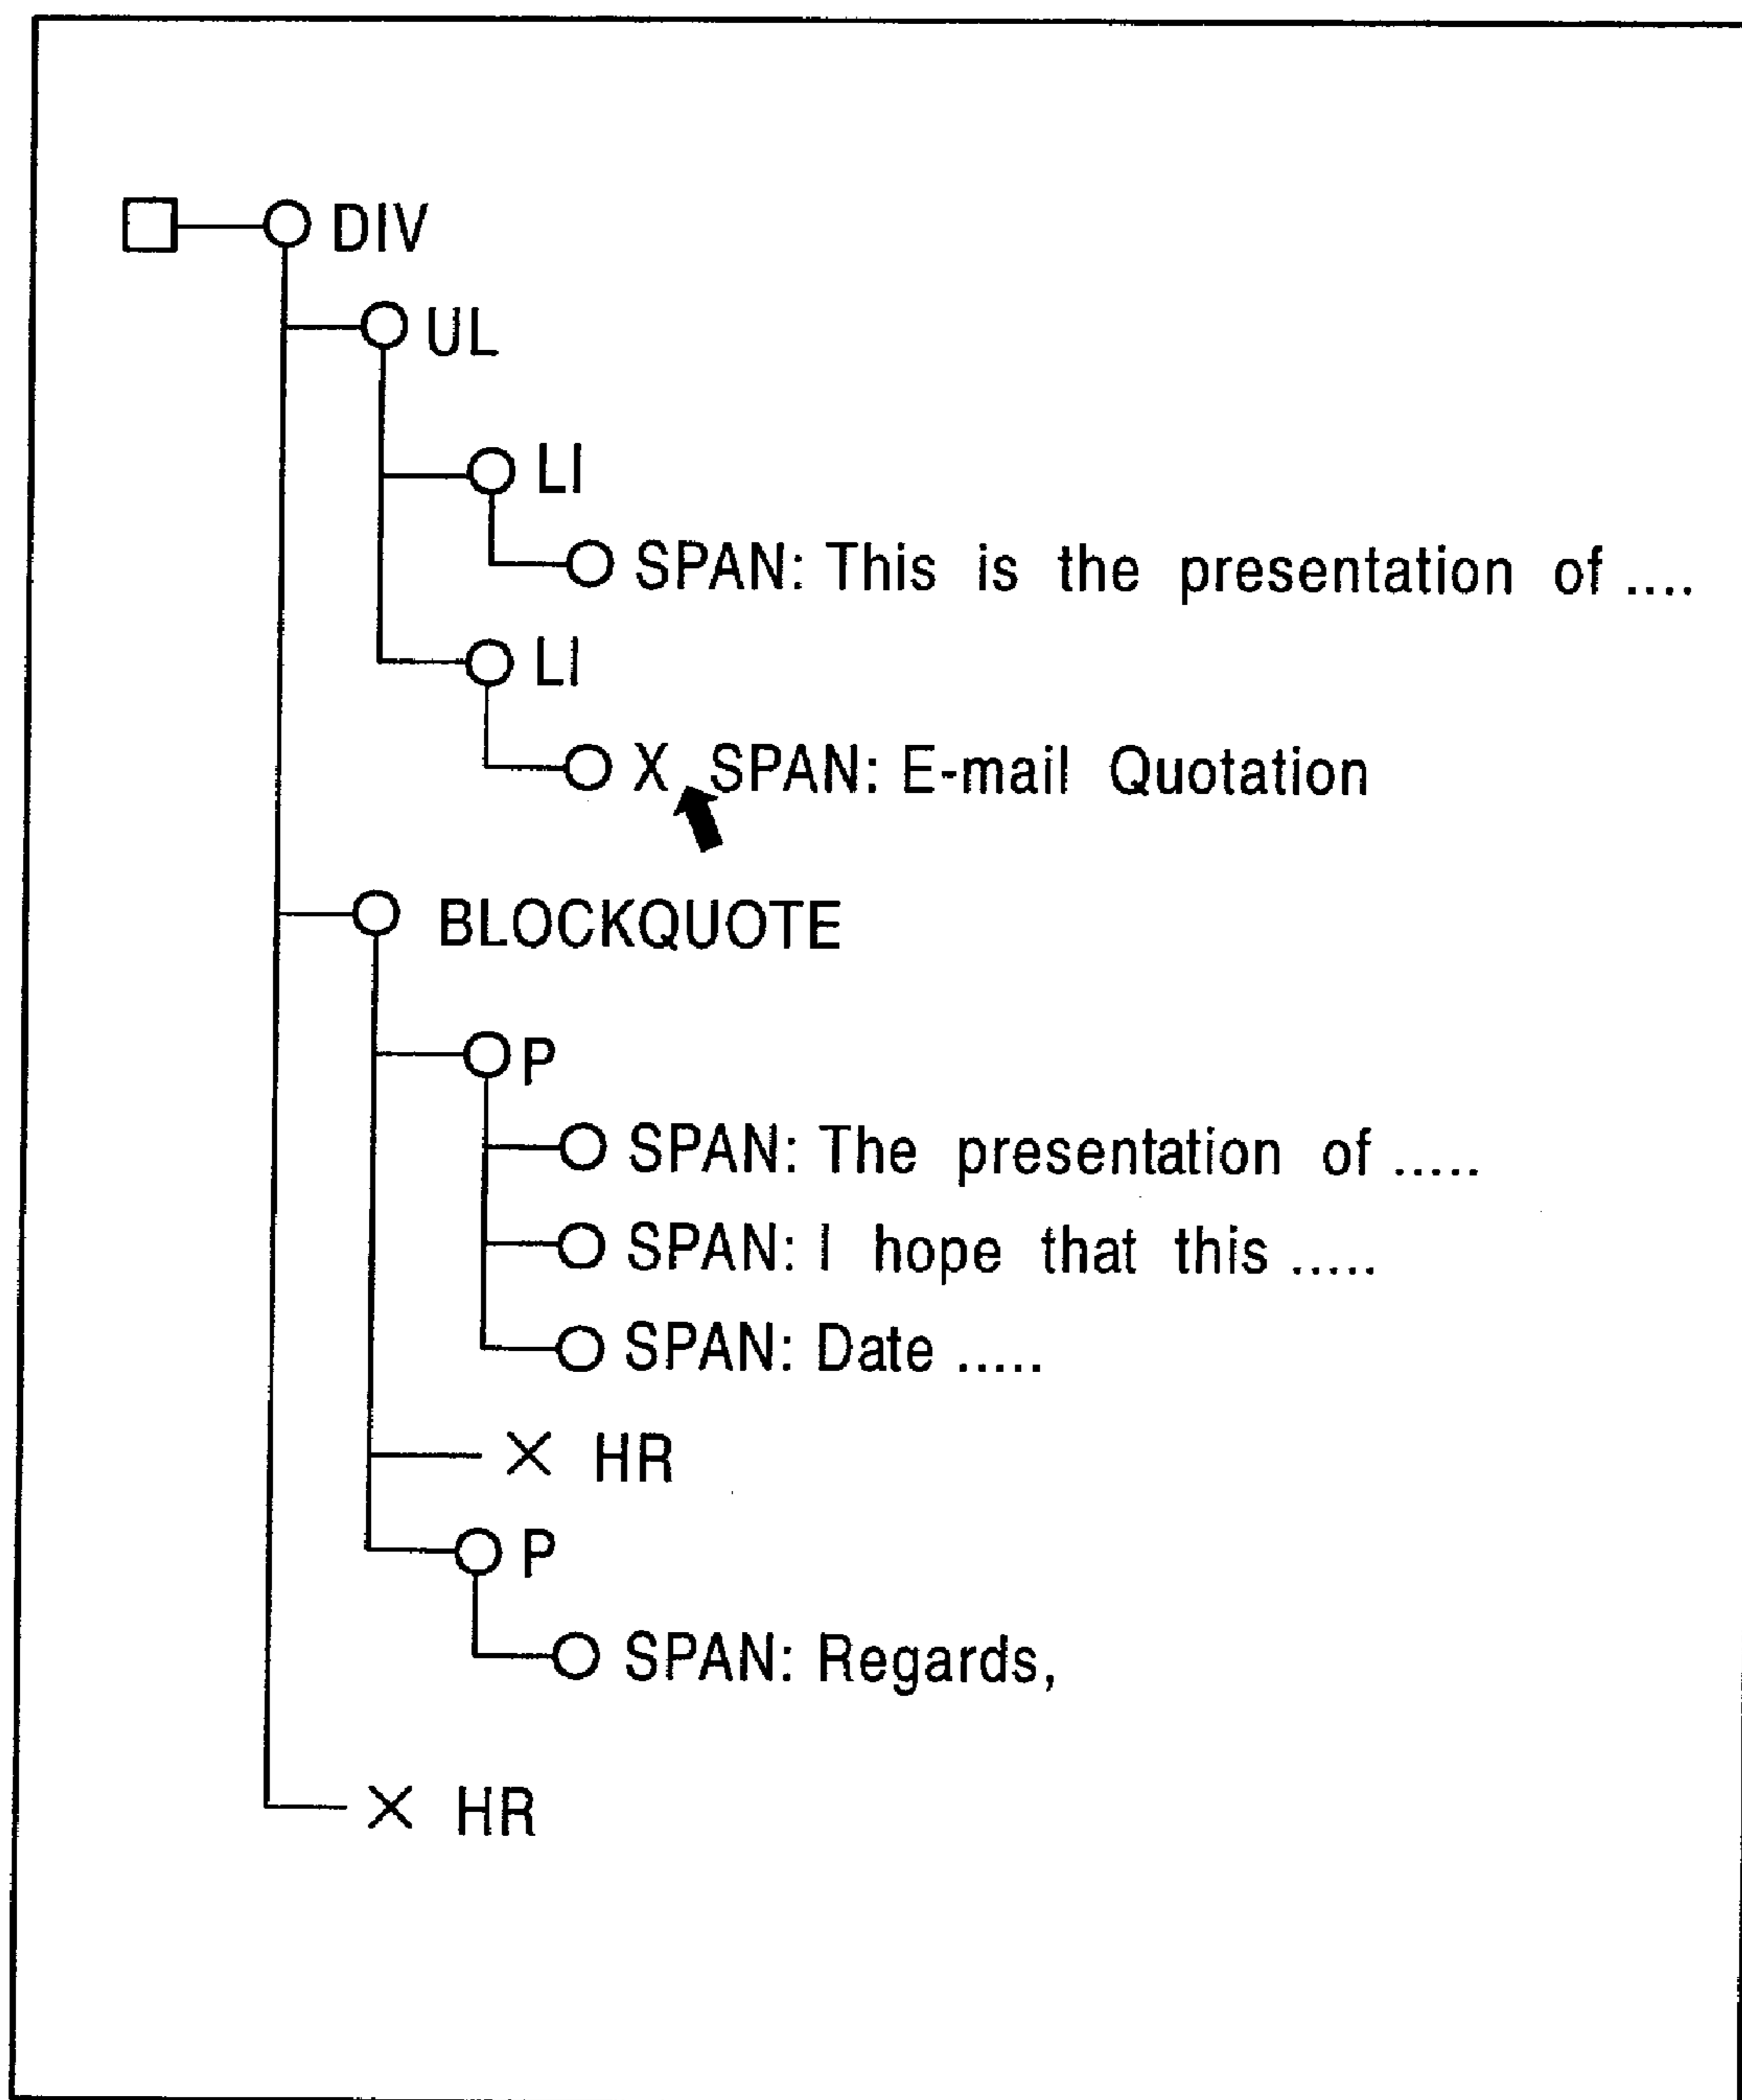 DIV
UL
LI
SPAN: This is the presentation of ....
LI
X SPAN: E-mail Quotation
BLOCKQUOTE
P
SPAN: The presentation of .....
SPAN: I hope that this .....
SPAN: Date .....
X HR
P
SPAN: Regards,
X HR